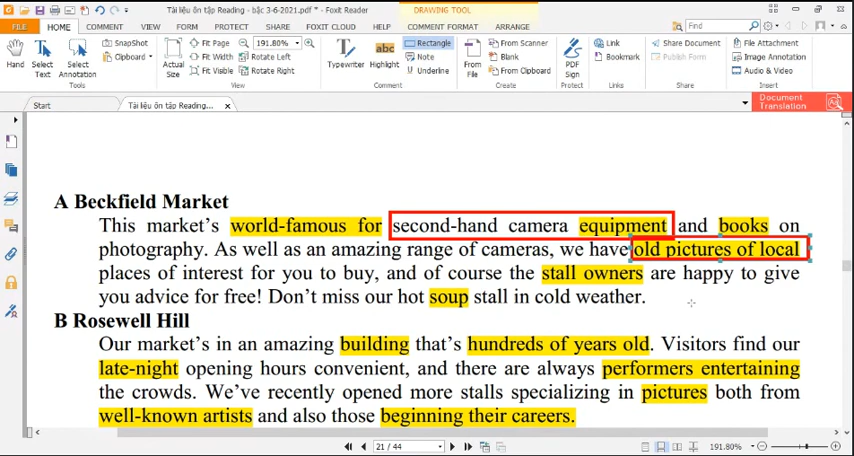 Tài liệu ôn tập Reading - bậc 3-6-2021.pdf * - Foxit Reader
DRAWING TOOL
FILE HOME COMMENT VIEW FORM PROTECT SHARE FOXIT CLOUD HELP COMMENT FORMAT ARRANGE
Find
Hand
Select Text
Select Annotation
SnapShot
Clipboard
Tools
Actual Size
Fit Page
Fit Width
Fit Visible
191.80%
Rotate Left
Rotate Right
View
Typewriter
Highlight
Rectangle
Note
Underline
Comment
From File
From Scanner
Blank
From Clipboard
Create
PDF Sign
Protect
Link
Bookmark
Links
Share Document
Publish Form
Share
File Attachment
Image Annotation
Audio & Video
Insert
Start
Tài liệu ôn tập Reading...
Document Translation
A Beckfield Market
This market's world-famous for second-hand camera equipment and books on
photography. As well as an amazing range of cameras, we have old pictures of local
places of interest for you to buy, and of course the stall owners are happy to give
you advice for free! Don't miss our hot soup stall in cold weather.
B Rosewell Hill
Our market's in an amazing building that's hundreds of years old. Visitors find our
late-night opening hours convenient, and there are always performers entertaining
the crowds. We've recently opened more stalls specializing in pictures both from
well-known artists and also those beginning their careers.
21 / 44
191.80%